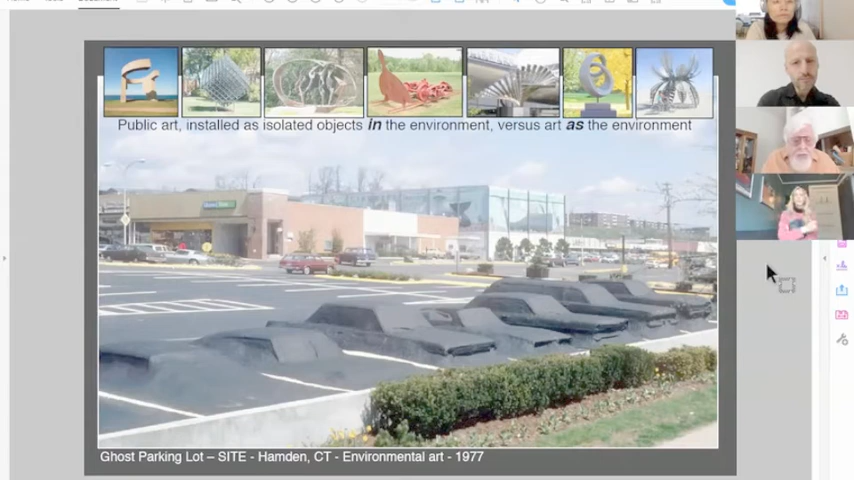 Public art, installed as isolated objects in the environment, versus art as the environment
Ghost Parking Lot – SITE - Hamden, CT - Environmental art - 1977